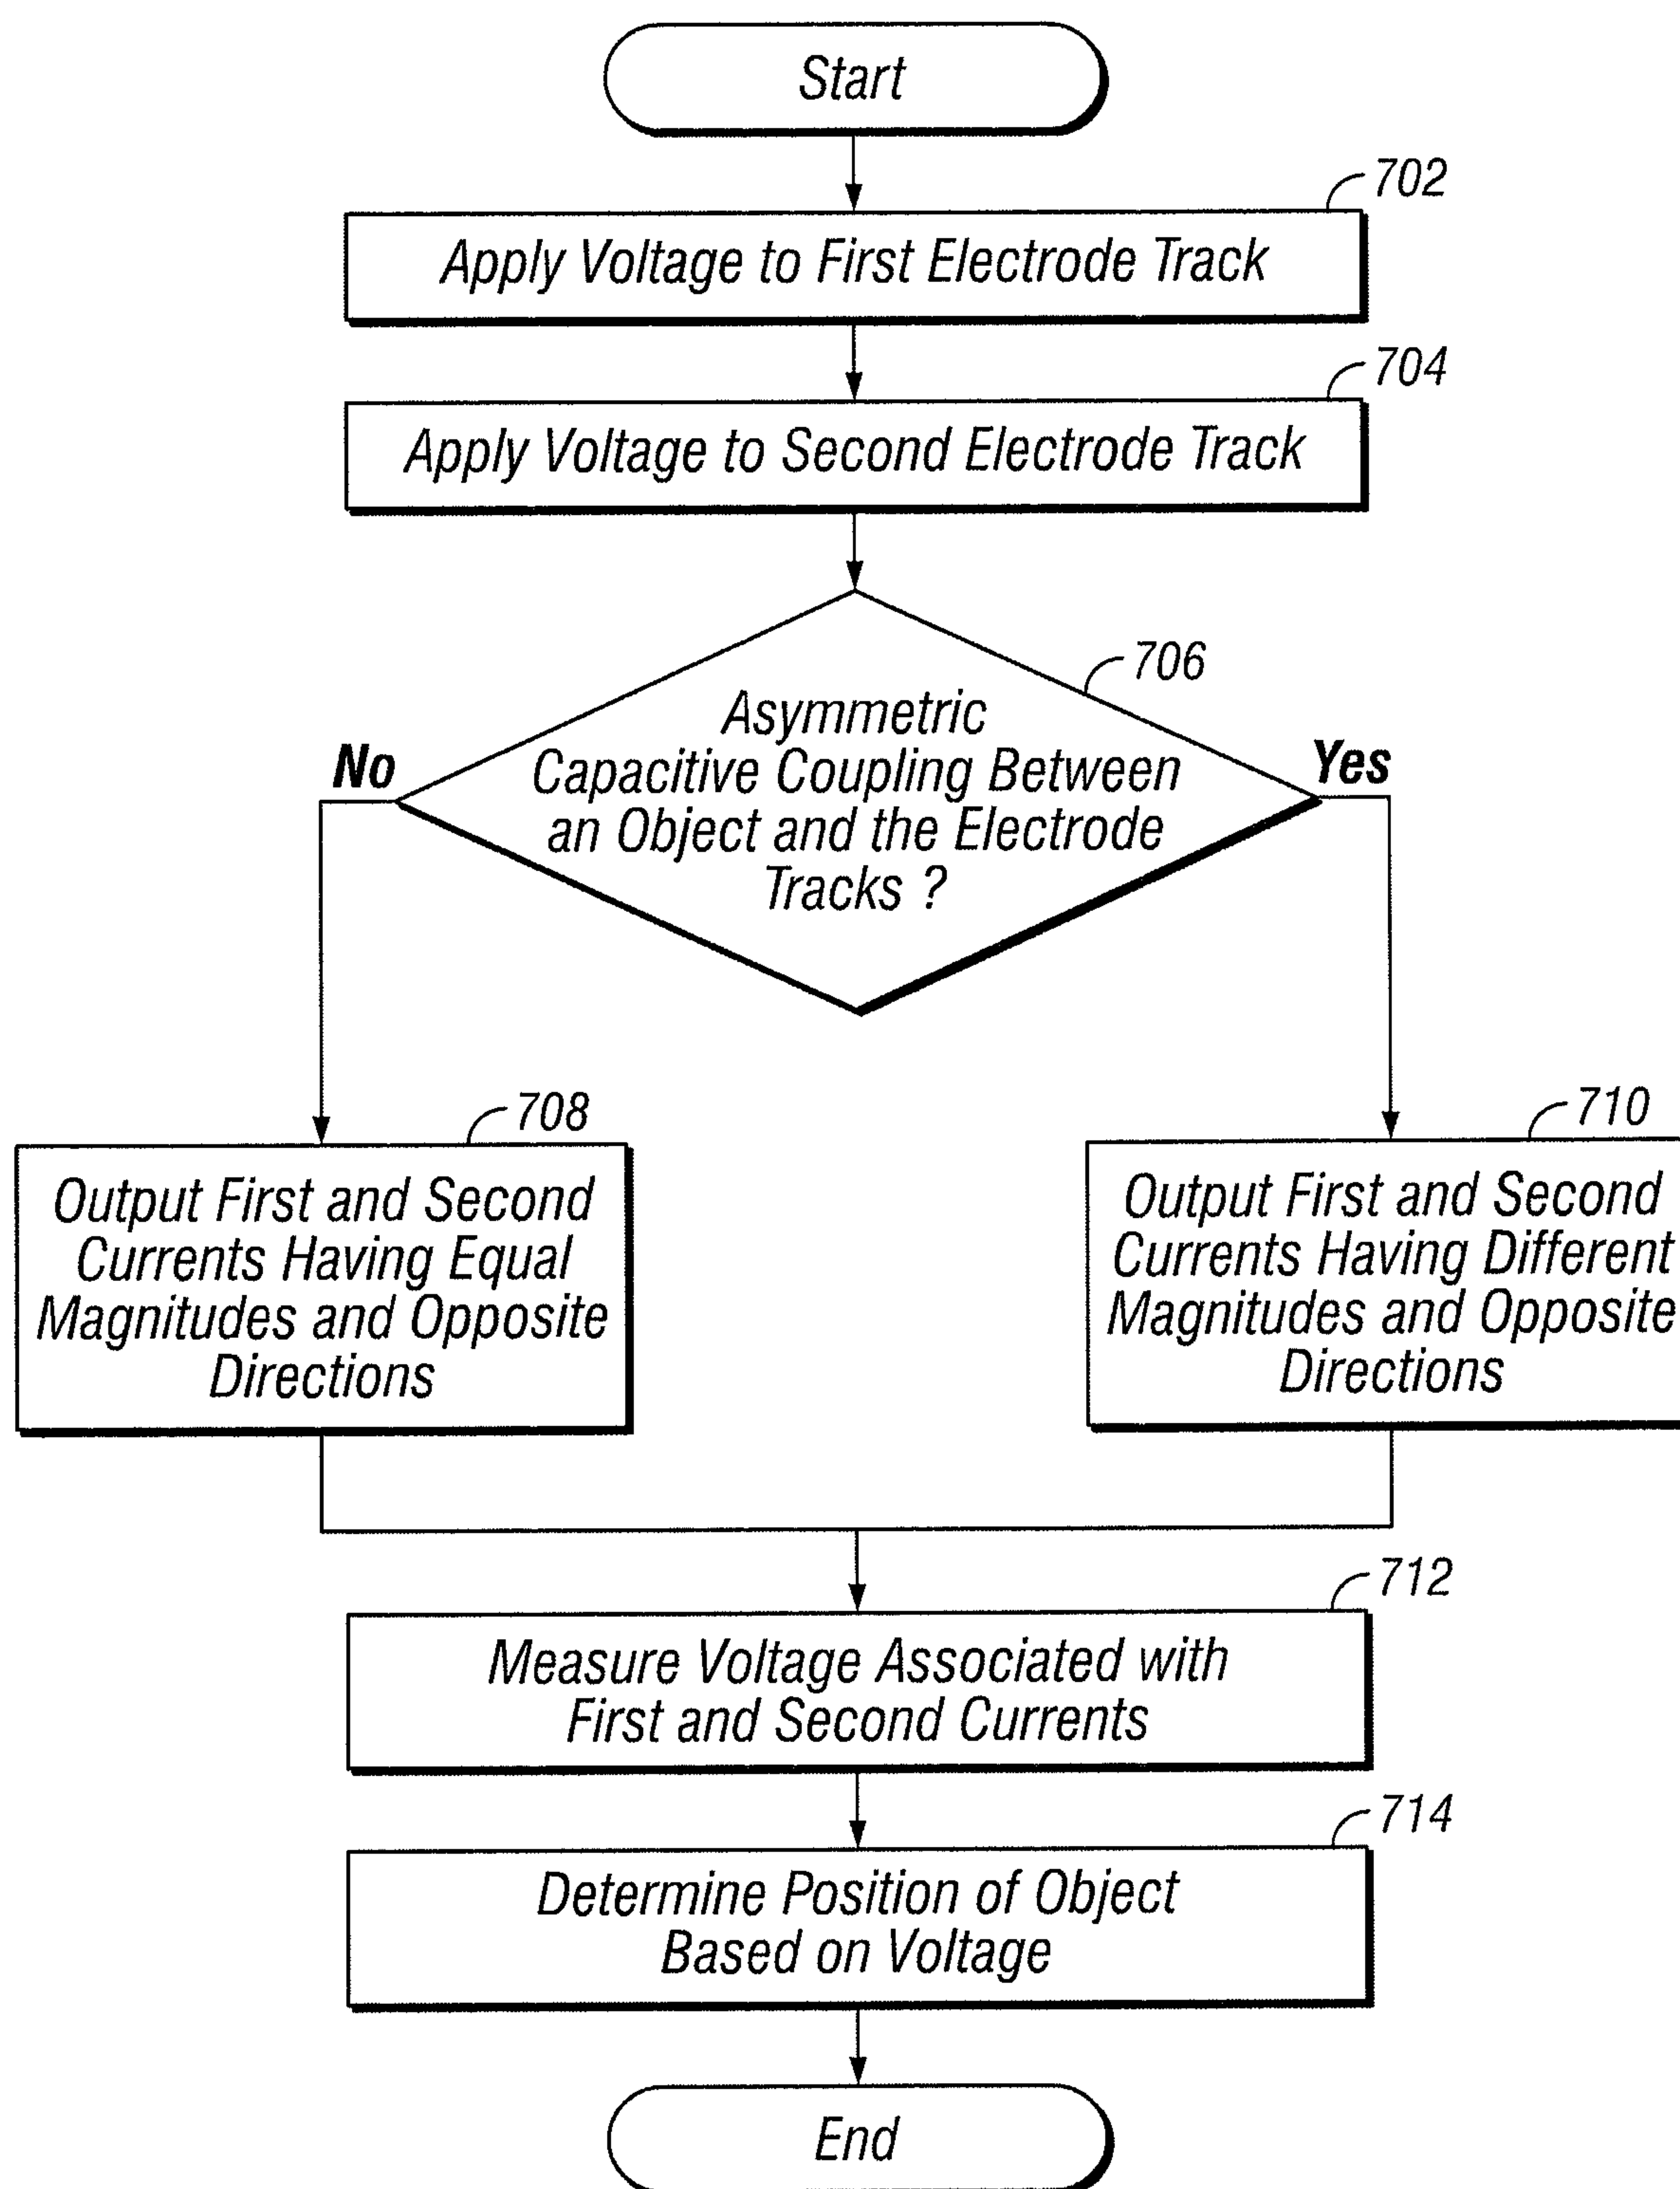 Start
702
Apply Voltage to First Electrode Track
704
Apply Voltage to Second Electrode Track
706
Asymmetric
Capacitive Coupling Between
an Object and the Electrode
Tracks ?
No
Yes
708
Output First and Second
Currents Having Equal
Magnitudes and Opposite
Directions
710
Output First and Second
Currents Having Different
Magnitudes and Opposite
Directions
712
Measure Voltage Associated with
First and Second Currents
714
Determine Position of Object
Based on Voltage
End